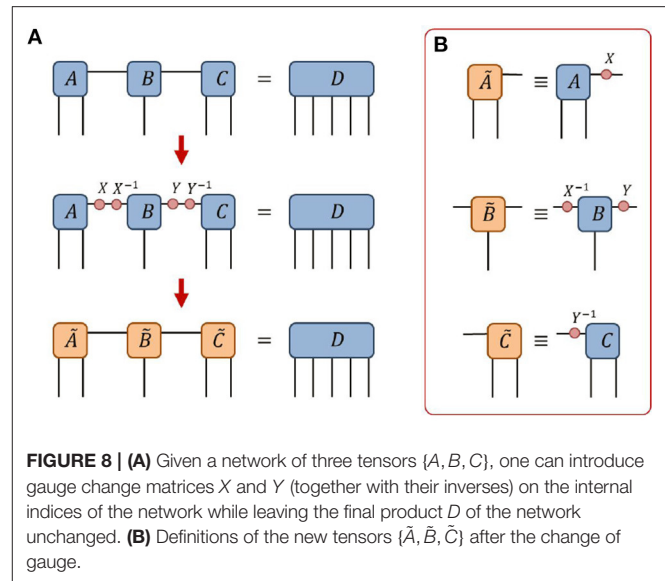 A
A B C = D
X X⁻¹ Y Y⁻¹
A B C = D
Ã B̃ C̃ = D
B
X
Ã ≡ A
X⁻¹ Y
B̃ ≡ B
Y⁻¹
C̃ ≡ C
FIGURE 8 | (A) Given a network of three tensors {A, B, C}, one can introduce
gauge change matrices X and Y (together with their inverses) on the internal
indices of the network while leaving the final product D of the network
unchanged. (B) Definitions of the new tensors {Ã, B̃, C̃} after the change of
gauge.